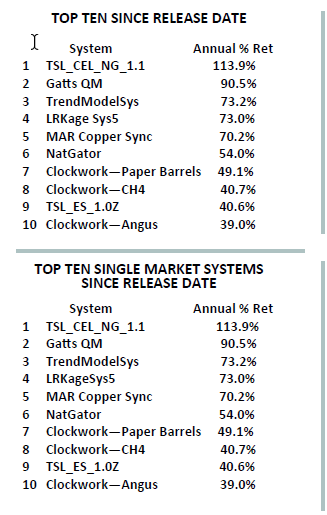 TOP TEN SINCE RELEASE DATE
System Annual % Ret
1 TSL_CEL_NG_1.1 113.9%
2 Gatts QM 90.5%
3 TrendModelSys 73.2%
4 LRKage Sys5 73.0%
5 MAR Copper Sync 70.2%
6 NatGator 54.0%
7 Clockwork—Paper Barrels 49.1%
8 Clockwork—CH4 40.7%
9 TSL_ES_1.0Z 40.6%
10 Clockwork—Angus 39.0%
TOP TEN SINGLE MARKET SYSTEMS
SINCE RELEASE DATE
System Annual % Ret
1 TSL_CEL_NG_1.1 113.9%
2 Gatts QM 90.5%
3 TrendModelSys 73.2%
4 LRKageSys5 73.0%
5 MAR Copper Sync 70.2%
6 NatGator 54.0%
7 Clockwork—Paper Barrels 49.1%
8 Clockwork—CH4 40.7%
9 TSL_ES_1.0Z 40.6%
10 Clockwork—Angus 39.0%